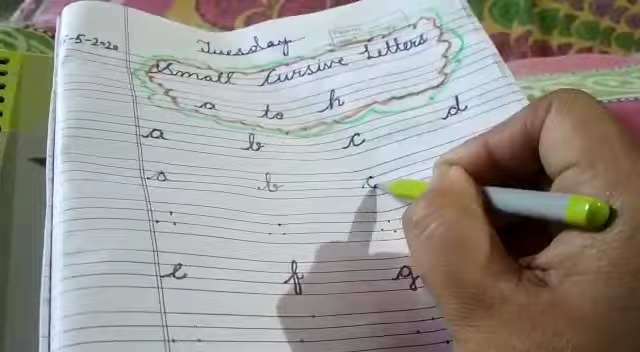 -5-2020
Tuesday
Small Cursive Letters
a to h
a b c d
a b c
e f g